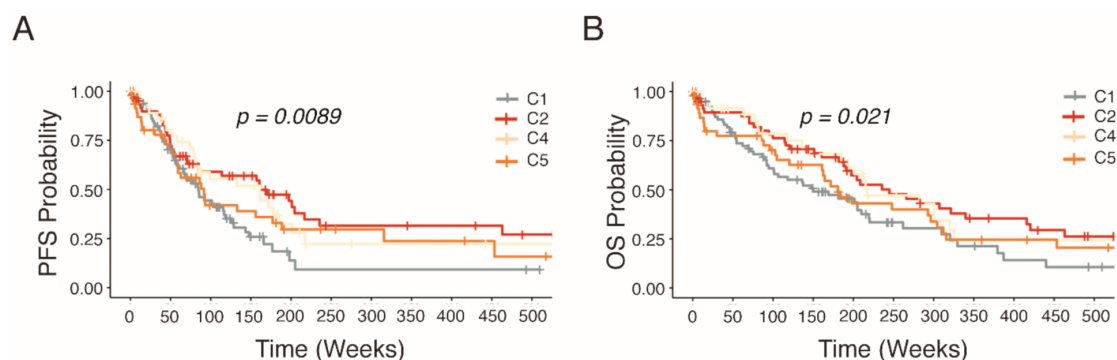 A
PFS Probability
1.00
0.75
0.50
0.25
0.00
p = 0.0089
C1
C2
C4
C5
0 50 100 150 200 250 300 350 400 450 500
Time (Weeks)
B
OS Probability
1.00
0.75
0.50
0.25
0.00
p = 0.021
C1
C2
C4
C5
0 50 100 150 200 250 300 350 400 450 500
Time (Weeks)